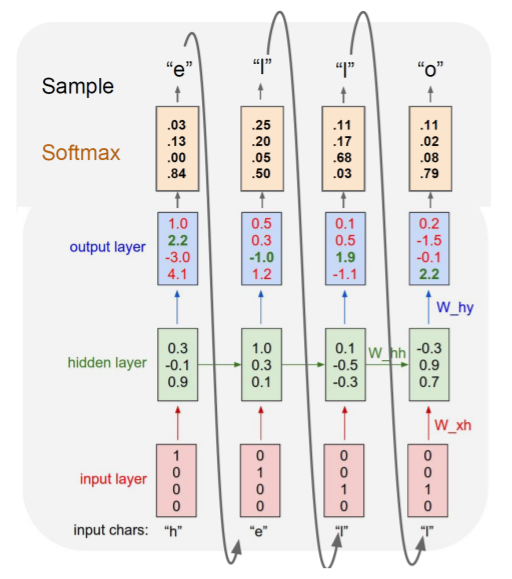 “e” “l” “l” “o”
Sample
.03 .25 .11 .11
.13 .20 .17 .02
Softmax
.00 .05 .68 .08
.84 .50 .03 .79
1.0 0.5 0.1 0.2
2.2 0.3 0.5 -1.5
output layer
-3.0 -1.0 1.9 -0.1
4.1 1.2 -1.1 2.2
W_hy
0.3 1.0 0.1 W_hh -0.3
hidden layer -0.1 0.3 -0.5 0.9
0.9 0.1 -0.3 0.7
W_xh
1 0 0 0
0 1 0 0
input layer
0 0 1 1
0 0 0 0
input chars: “h” “e” “l” “l”